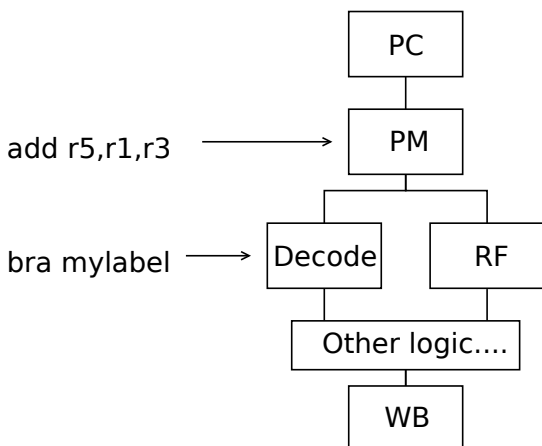 PC
add r5,r1,r3
PM
bra mylabel
Decode
RF
Other logic....
WB